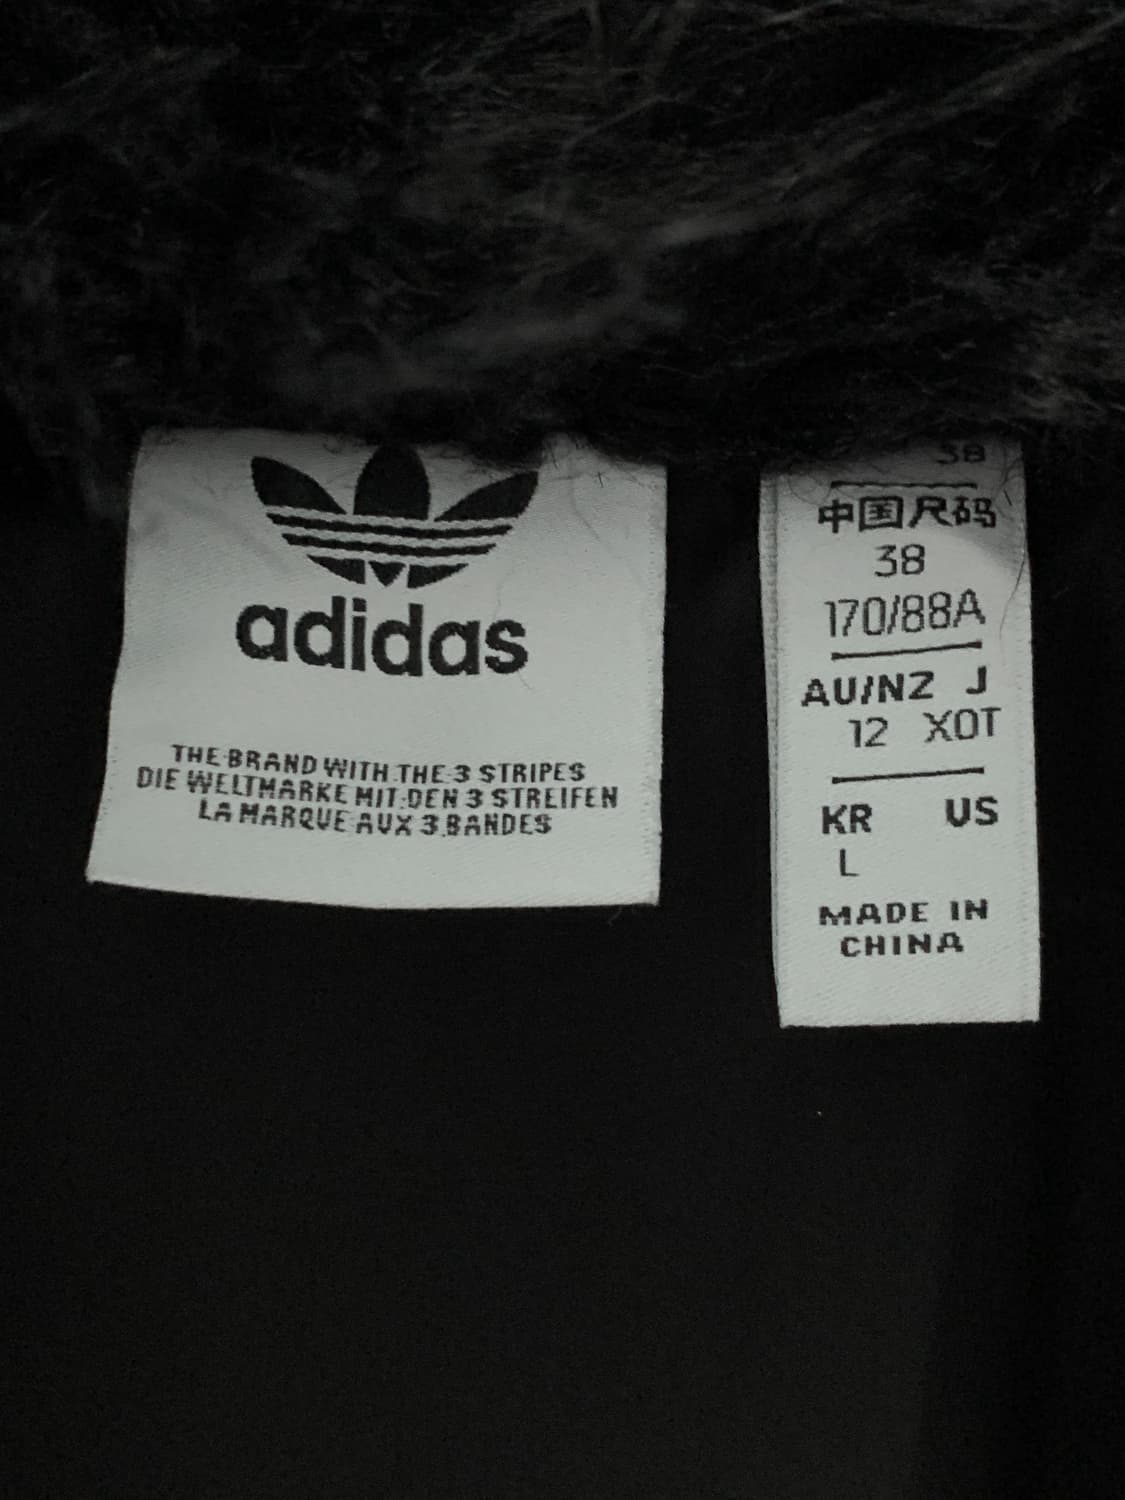 adidas
THE BRAND WITH THE 3 STRIPES
DIE WELTMARKE MIT DEN 3 STREIFEN
LA MARQUE AUX 3 BANDES
38
中国尺码
38
170/88A
AU/NZ J
12 XOT
KR US
L
MADE IN
CHINA